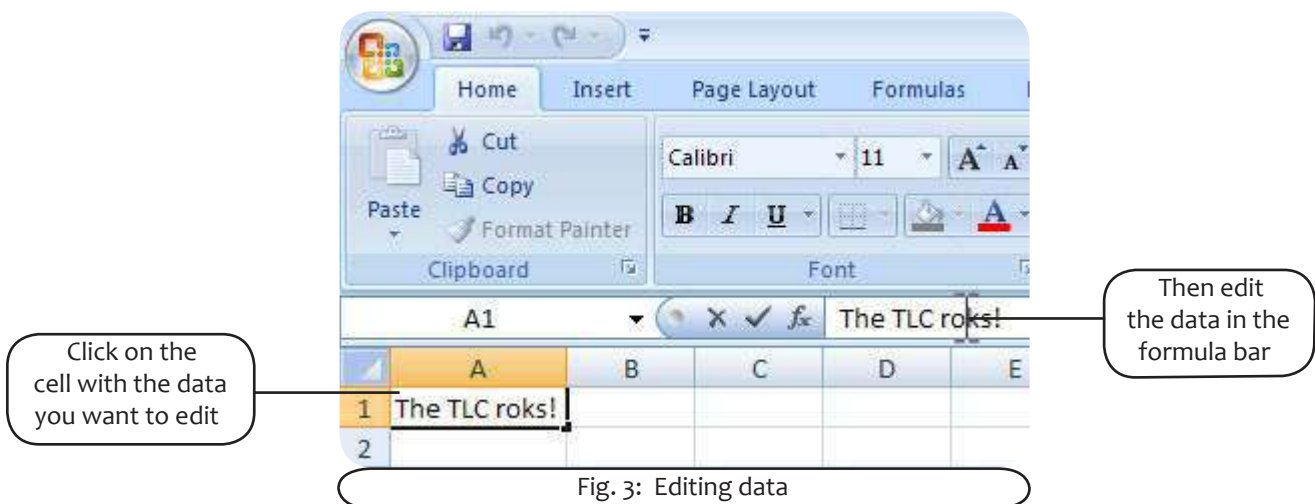 Home Insert Page Layout Formulas
Cut
Calibri 11 A A
Copy
Paste
B I U A
Format Painter
Clipboard Font
A1 fx The TLC roks!
Then edit
the data in the
formula bar
Click on the
cell with the data
you want to edit
A B C D E
1 The TLC roks!
2
Fig. 3: Editing data